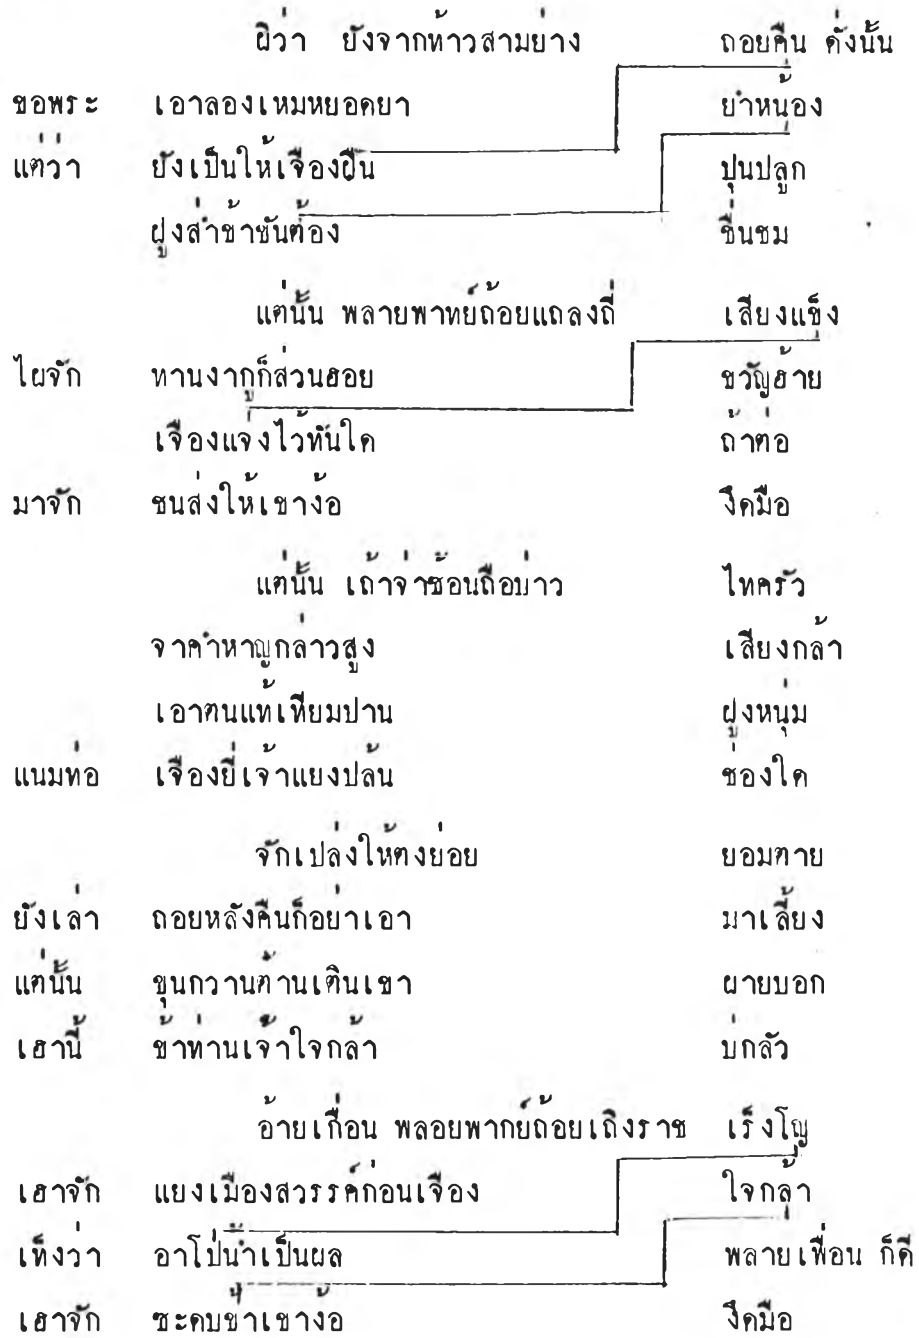 ผิว่า ยังจากท้าวสามย่าง ถอยคืน ดั่งนั้น
ขอพระ เอาลองเหมหยอดยา ยำหน้อง
แต่ว่า ยังเป็นให้เจืองฝืน ปุนปลูก
ฝูงส่ำข้าซันต้อง ชื่นชม
แต่นั้น พลายพาทย์ถ้อยแถลงถี่ เสียงแข็ง
ไผจัก ทานงากูก็ส่วนฮอย ขวัญฮ้าย
เจืองแจงไว้ทันใด ถ้าต่อ
มาจัก ชนส่งให้เขาง้อ งึดมือ
แต่นั้น เถ้าจ่าซ้อนถือบ่าว ไทครัว
จาคำหาญกล่าวสูง เสียงกล้า
เอาตนแท้เทียมปาน ฝูงหนุ่ม
แนมท่อ เจืองยี่เจ้าแยงปล้น ช่องใด
จักเปล่งให้ตงย่อย ยอมตาย
ยังเล่า ถอยหลังคืนก็อย่าเอา มาเลี้ยง
แต่นั้น ขุนกวานต้านเตินเขา ผายบอก
เฮานี้ ข้าท่านเจ้าใจกล้า บ่กลัว
อ้ายเกื่อน พลอยพากย์ถ้อยเถิงราช เร็งโญ
เฮาจัก แยงเมืองสวรรค์ก่อนเจือง ใจกล้า
เท็งว่า อาโปน้ำเป็นผล พลายเพื่อน ก็ดี
เฮาจัก ซะดบข้าเขาง้อ งึดมือ